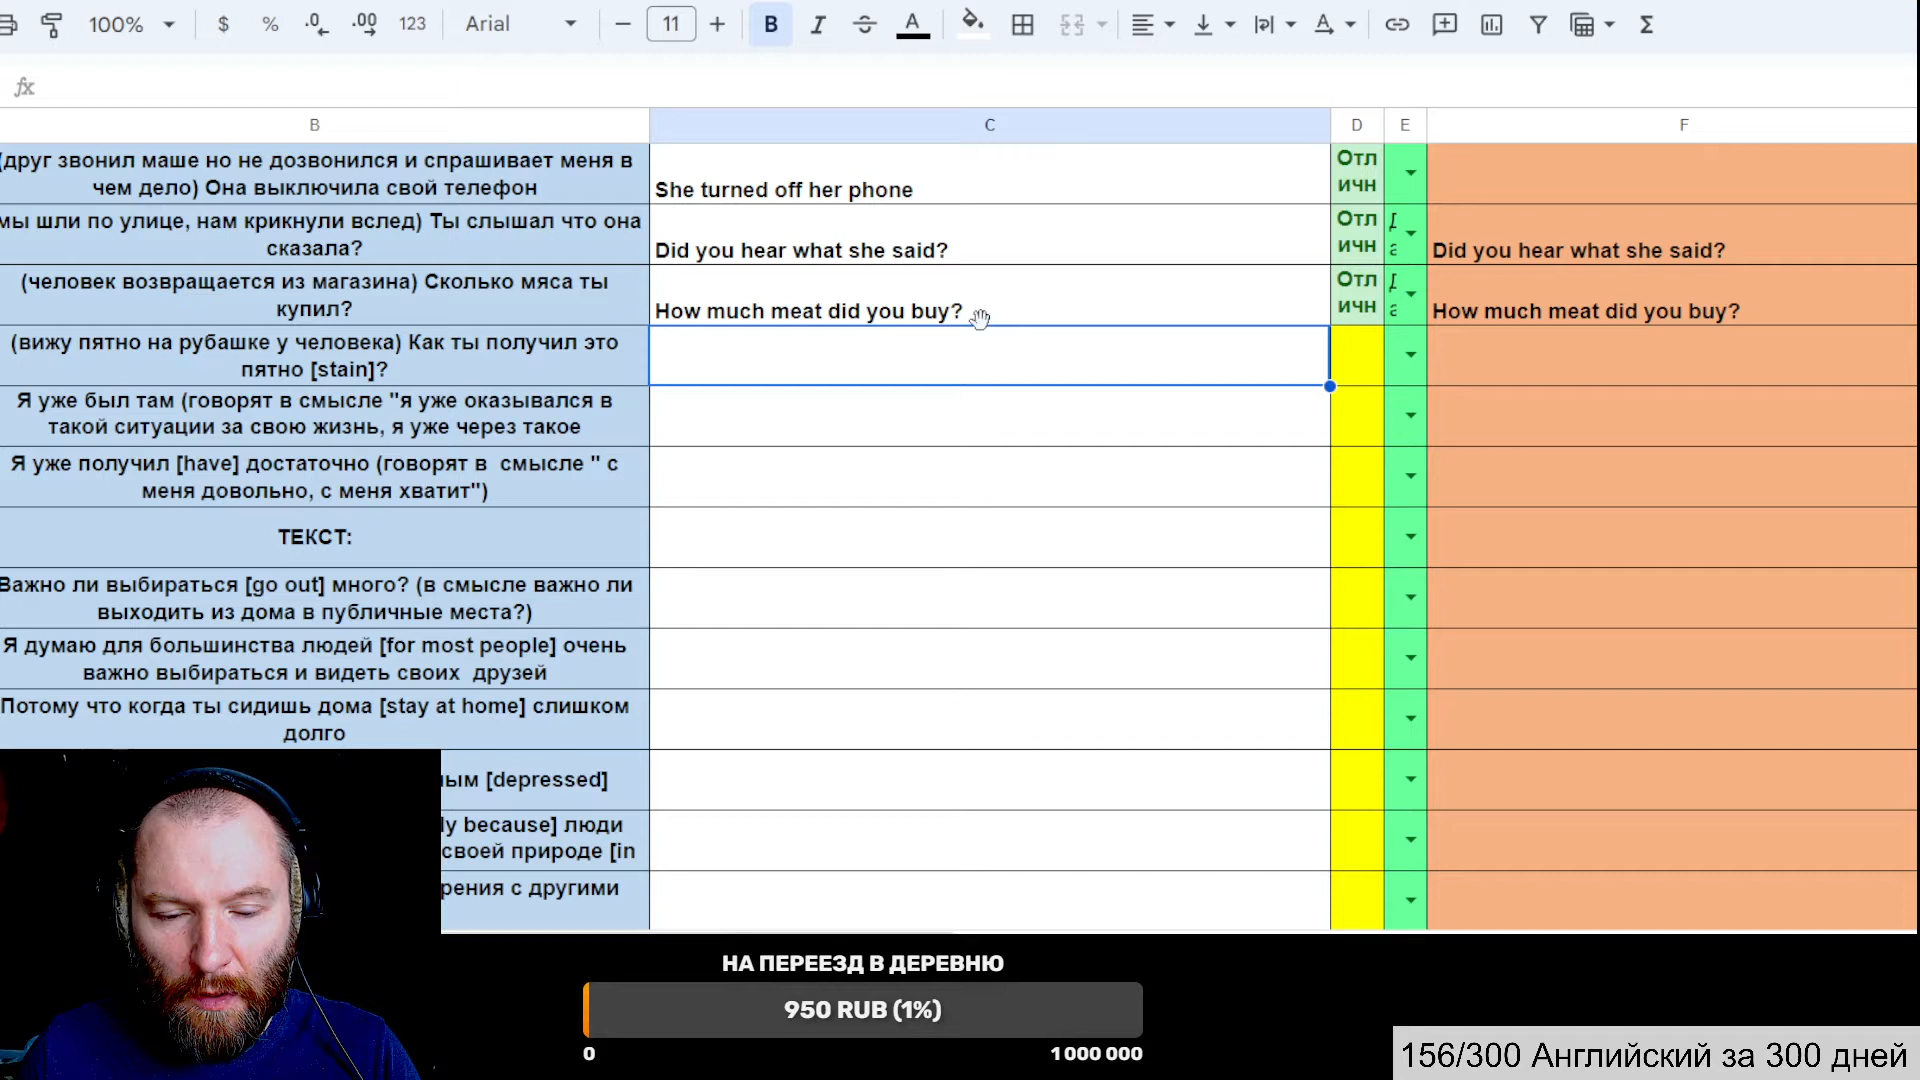 100%
$
%
.0
.00
123
Arial
11
B
I
A
A
Σ
fx
B
C
D
E
F
(друг звонил маше но не дозвонился и спрашивает меня в
чем дело) Она выключила свой телефон
She turned off her phone
Отл
ичн
мы шли по улице, нам крикнули вслед) Ты слышал что она
сказала?
Did you hear what she said?
Отл
ичн
Д
а
Did you hear what she said?
(человек возвращается из магазина) Сколько мяса ты
купил?
How much meat did you buy?
Отл
ичн
Д
а
How much meat did you buy?
(вижу пятно на рубашке у человека) Как ты получил это
пятно [stain]?
Я уже был там (говорят в смысле "я уже оказывался в
такой ситуации за свою жизнь, я уже через такое
Я уже получил [have] достаточно (говорят в смысле " с
меня довольно, с меня хватит")
ТЕКСТ:
Важно ли выбираться [go out] много? (в смысле важно ли
выходить из дома в публичные места?)
Я думаю для большинства людей [for most people] очень
важно выбираться и видеть своих друзей
Потому что когда ты сидишь дома [stay at home] слишком
долго
ным [depressed]
ly because] люди
своей природе [in
рения с другими
НА ПЕРЕЕЗД В ДЕРЕВНЮ
950 RUB (1%)
0
1 000 000
156/300 Английский за 300 дней